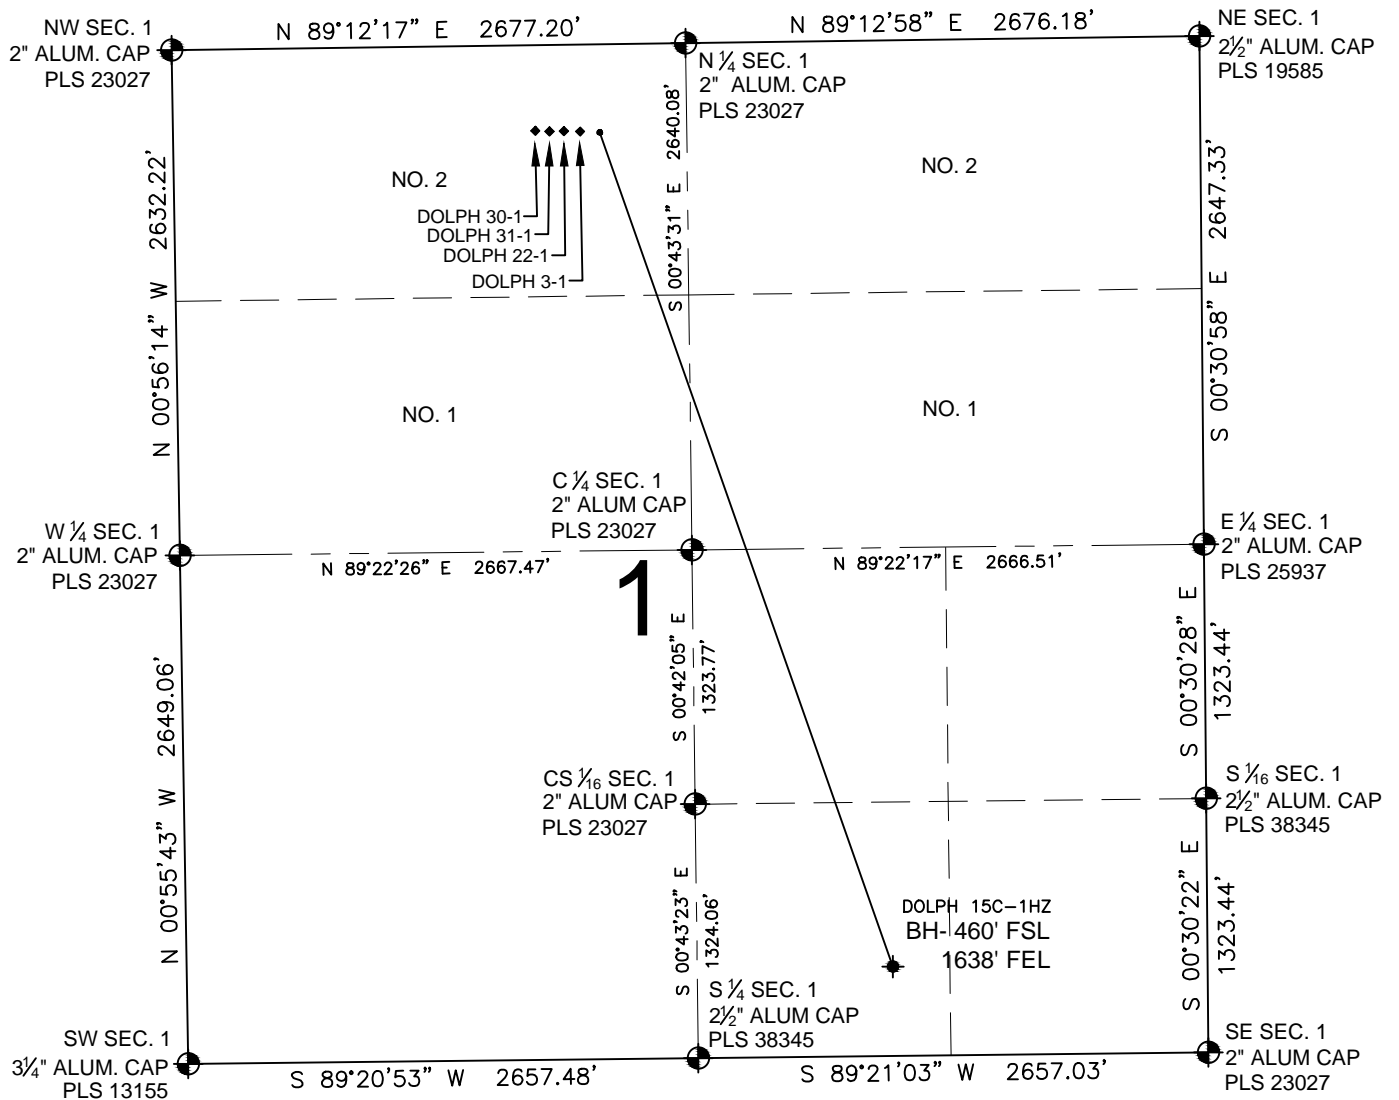 NW SEC. 1
2" ALUM. CAP
PLS 23027
N 89°12'17" E 2677.20'
N 89°12'58" E 2676.18'
NE SEC. 1
2½" ALUM. CAP
PLS 19585
N ¼ SEC. 1
2" ALUM. CAP
PLS 23027
N 00°56'14" W 2632.22'
S 00°43'31" E 2640.08'
S 00°30'58" E 2647.33'
NO. 2
NO. 2
DOLPH 30-1
DOLPH 31-1
DOLPH 22-1
DOLPH 3-1
NO. 1
NO. 1
C ¼ SEC. 1
2" ALUM CAP
PLS 23027
W ¼ SEC. 1
2" ALUM. CAP
PLS 23027
E ¼ SEC. 1
2" ALUM. CAP
PLS 25937
N 89°22'26" E 2667.47'
N 89°22'17" E 2666.51'
1
N 00°55'43" W 2649.06'
S 00°42'05" E
1323.77'
S 00°30'28" E
1323.44'
CS 1⁄16 SEC. 1
2" ALUM CAP
PLS 23027
S 1⁄16 SEC. 1
2½" ALUM. CAP
PLS 38345
S 00°43'23" E
1324.06'
S 00°30'22" E
1323.44'
DOLPH 15C-1HZ
BH- 460' FSL
1638' FEL
S ¼ SEC. 1
2½" ALUM CAP
PLS 38345
SW SEC. 1
3¼" ALUM. CAP
PLS 13155
S 89°20'53" W 2657.48'
S 89°21'03" W 2657.03'
SE SEC. 1
2" ALUM CAP
PLS 23027